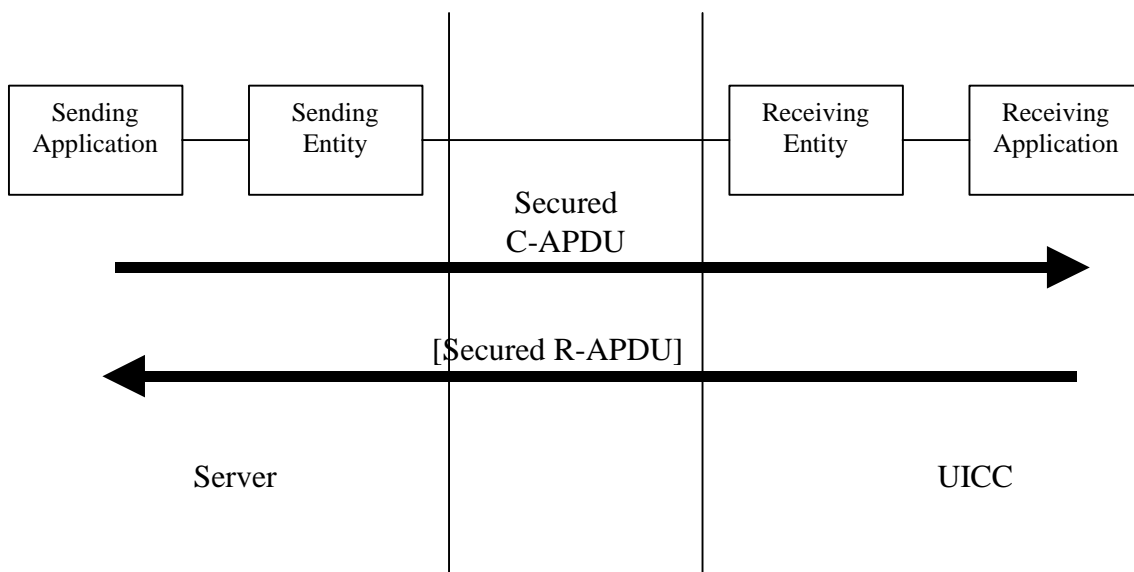 Sending
Application
Sending
Entity
Receiving
Entity
Receiving
Application
Secured
C-APDU
[Secured R-APDU]
Server
UICC